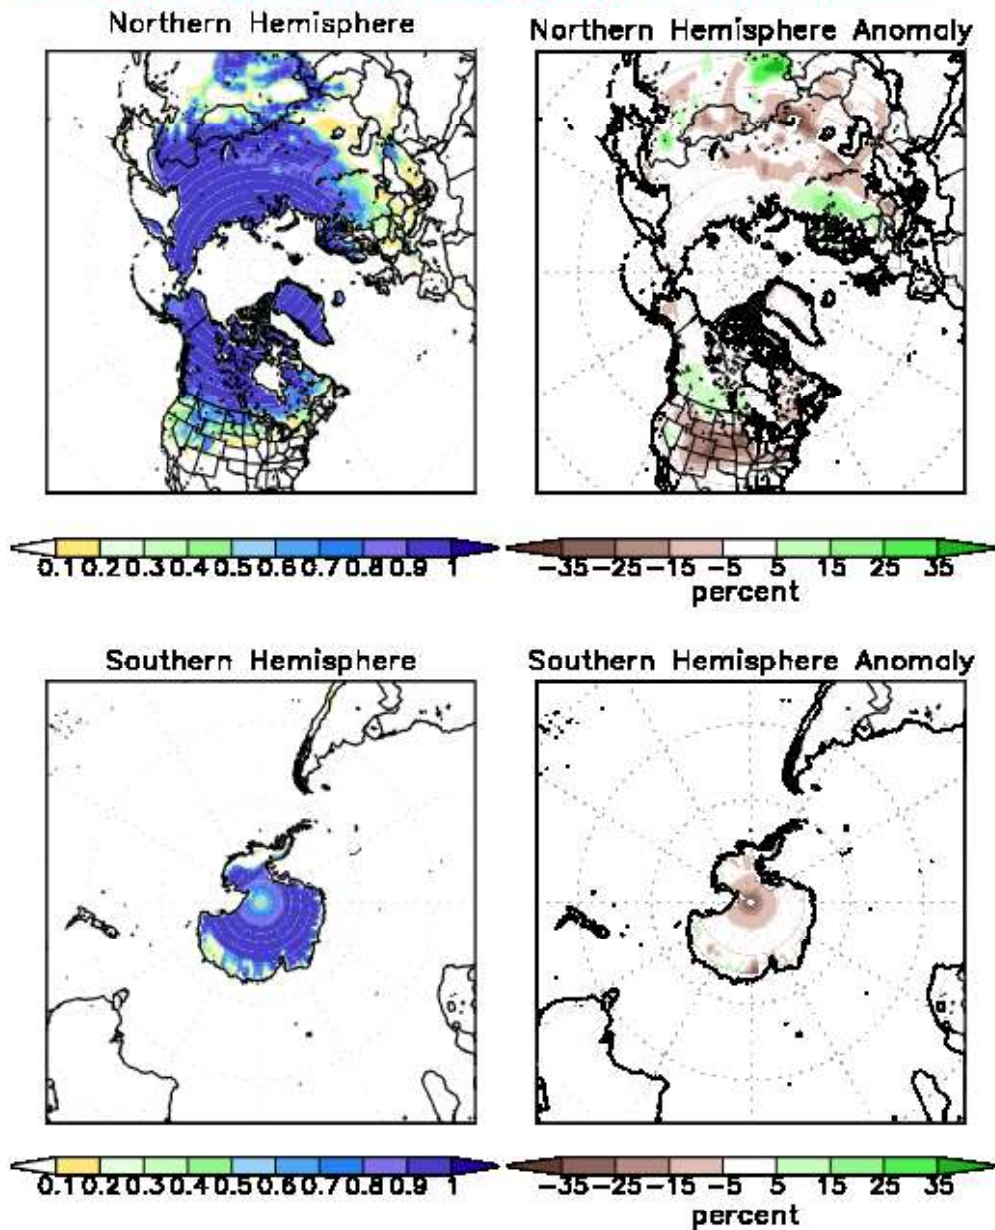 Northern Hemisphere
Northern Hemisphere Anomaly
0.1 0.2 0.3 0.4 0.5 0.6 0.7 0.8 0.9 1
-35 -25 -15 -5 5 15 25 35
percent
Southern Hemisphere
Southern Hemisphere Anomaly
0.1 0.2 0.3 0.4 0.5 0.6 0.7 0.8 0.9 1
-35 -25 -15 -5 5 15 25 35
percent